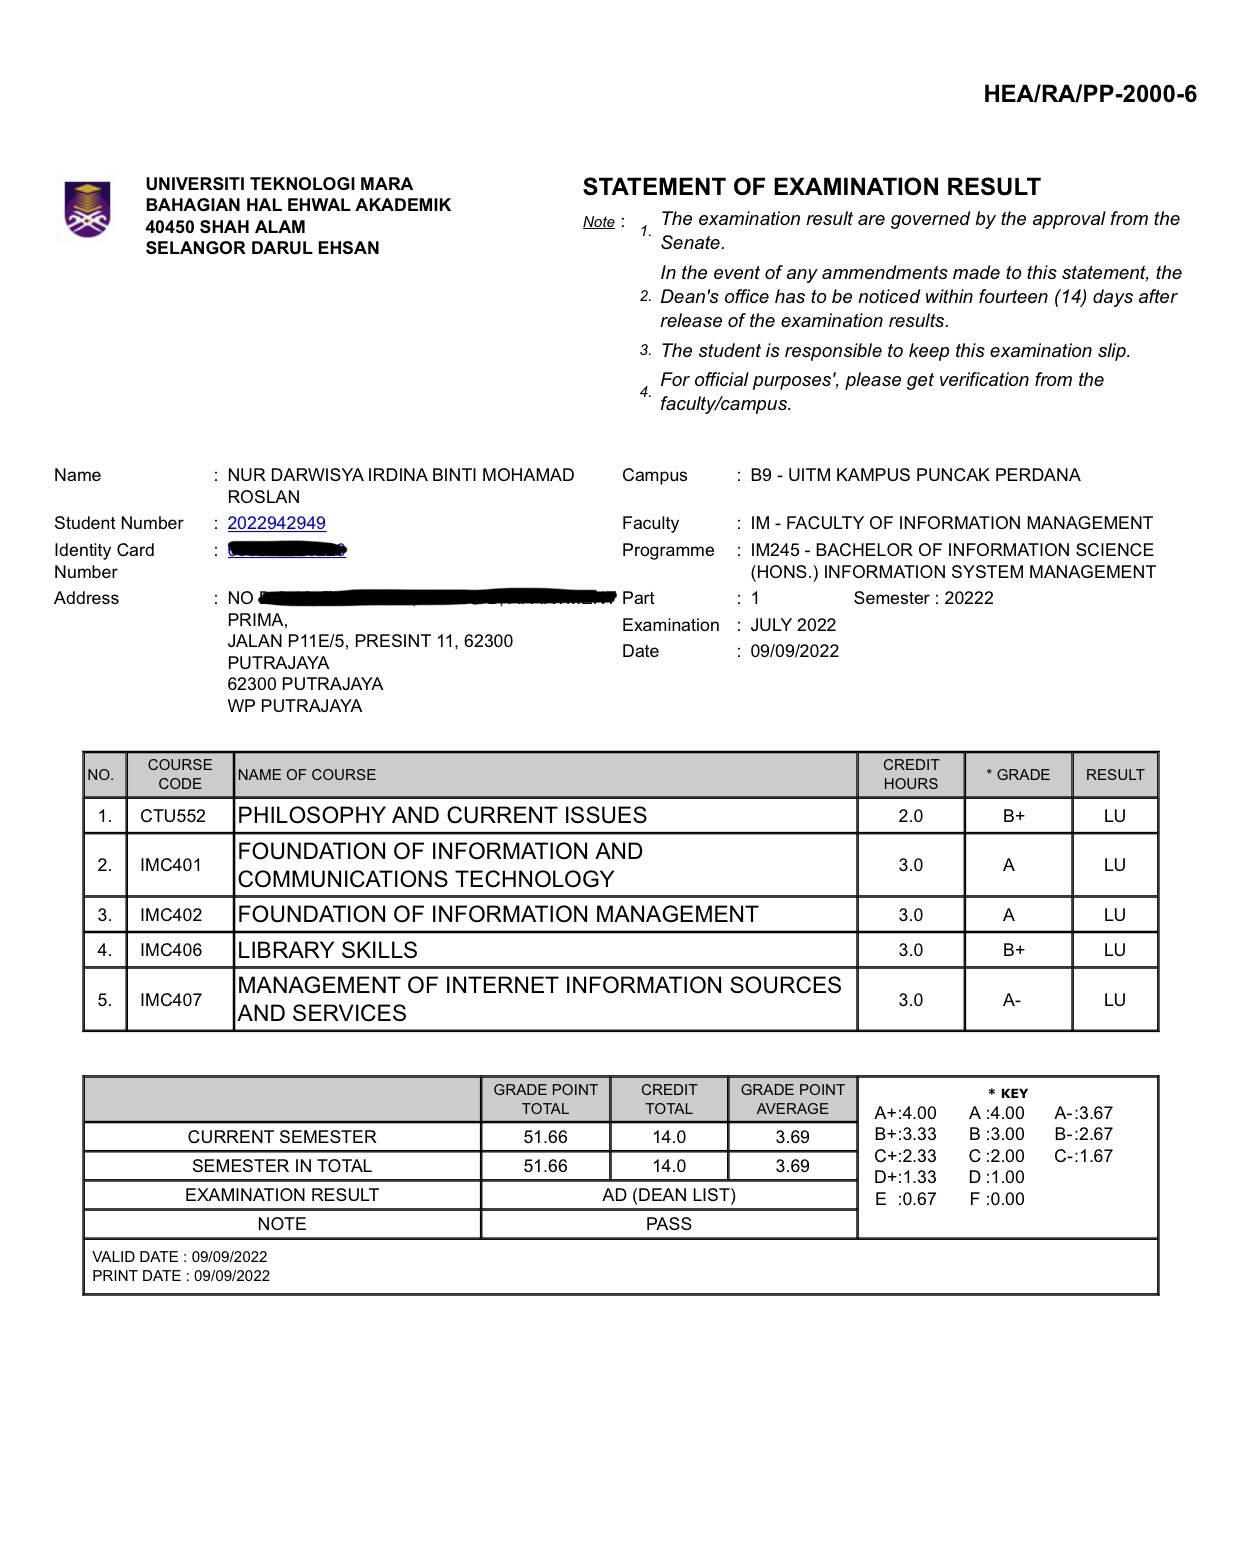 HEA/RA/PP-2000-6
UNIVERSITI TEKNOLOGI MARA
BAHAGIAN HAL EHWAL AKADEMIK
40450 SHAH ALAM
SELANGOR DARUL EHSAN
STATEMENT OF EXAMINATION RESULT
Note : 1. The examination result are governed by the approval from the
Senate.
2. In the event of any ammendments made to this statement, the
Dean's office has to be noticed within fourteen (14) days after
release of the examination results.
3. The student is responsible to keep this examination slip.
4. For official purposes', please get verification from the
faculty/campus.
Name : NUR DARWISYA IRDINA BINTI MOHAMAD
ROSLAN
Student Number : 2022942949
Identity Card
Number :
Address : NO
PRIMA,
JALAN P11E/5, PRESINT 11, 62300
PUTRAJAYA
62300 PUTRAJAYA
WP PUTRAJAYA
Campus : B9 - UITM KAMPUS PUNCAK PERDANA
Faculty : IM - FACULTY OF INFORMATION MANAGEMENT
Programme : IM245 - BACHELOR OF INFORMATION SCIENCE
(HONS.) INFORMATION SYSTEM MANAGEMENT
Part : 1 Semester : 20222
Examination : JULY 2022
Date : 09/09/2022
NO. COURSE CODE NAME OF COURSE CREDIT HOURS * GRADE RESULT
1. CTU552 PHILOSOPHY AND CURRENT ISSUES 2.0 B+ LU
2. IMC401 FOUNDATION OF INFORMATION AND
COMMUNICATIONS TECHNOLOGY 3.0 A LU
3. IMC402 FOUNDATION OF INFORMATION MANAGEMENT 3.0 A LU
4. IMC406 LIBRARY SKILLS 3.0 B+ LU
5. IMC407 MANAGEMENT OF INTERNET INFORMATION SOURCES
AND SERVICES 3.0 A- LU
GRADE POINT TOTAL CREDIT TOTAL GRADE POINT AVERAGE
CURRENT SEMESTER 51.66 14.0 3.69
SEMESTER IN TOTAL 51.66 14.0 3.69
EXAMINATION RESULT AD (DEAN LIST)
NOTE PASS
* KEY
A+:4.00 A :4.00 A-:3.67
B+:3.33 B :3.00 B-:2.67
C+:2.33 C :2.00 C-:1.67
D+:1.33 D :1.00
E :0.67 F :0.00
VALID DATE : 09/09/2022
PRINT DATE : 09/09/2022